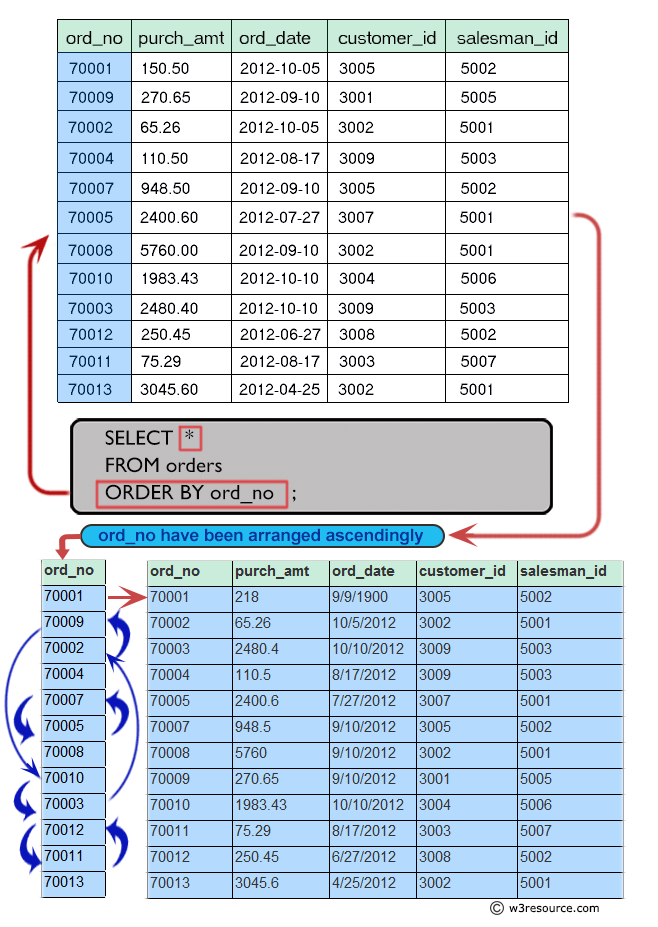 ord_no purch_amt ord_date customer_id salesman_id
70001 150.50 2012-10-05 3005 5002
70009 270.65 2012-09-10 3001 5005
70002 65.26 2012-10-05 3002 5001
70004 110.50 2012-08-17 3009 5003
70007 948.50 2012-09-10 3005 5002
70005 2400.60 2012-07-27 3007 5001
70008 5760.00 2012-09-10 3002 5001
70010 1983.43 2012-10-10 3004 5006
70003 2480.40 2012-10-10 3009 5003
70012 250.45 2012-06-27 3008 5002
70011 75.29 2012-08-17 3003 5007
70013 3045.60 2012-04-25 3002 5001
SELECT *
FROM orders
ORDER BY ord_no ;
ord_no have been arranged ascendingly
ord_no
70001
70009
70002
70004
70007
70005
70008
70010
70003
70012
70011
70013
ord_no purch_amt ord_date customer_id salesman_id
70001 218 9/9/1900 3005 5002
70002 65.26 10/5/2012 3002 5001
70003 2480.4 10/10/2012 3009 5003
70004 110.5 8/17/2012 3009 5003
70005 2400.6 7/27/2012 3007 5001
70007 948.5 9/10/2012 3005 5002
70008 5760 9/10/2012 3002 5001
70009 270.65 9/10/2012 3001 5005
70010 1983.43 10/10/2012 3004 5006
70011 75.29 8/17/2012 3003 5007
70012 250.45 6/27/2012 3008 5002
70013 3045.6 4/25/2012 3002 5001
© w3resource.com